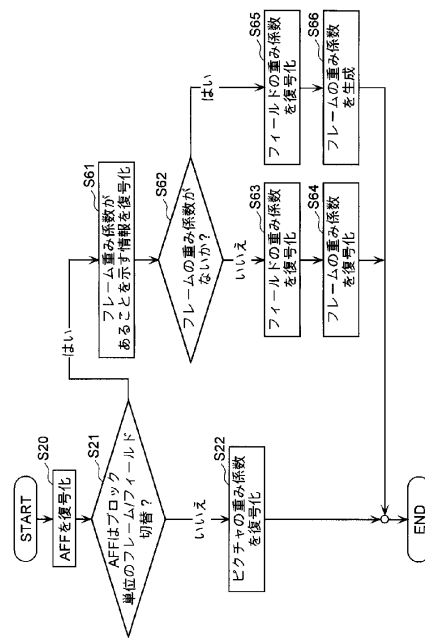 START
S20
AFFを復号化
S21
AFFはブロック
単位のフレーム/フィールド
切替？
はい
いいえ
S22
ピクチャの重み係数
を復号化
S61
フレーム重み係数が
あることを示す情報を復号化
S62
フレームの重み係数が
ないか？
いいえ
はい
S63
フィールドの重み係数
を復号化
S64
フレームの重み係数
を復号化
S65
フィールドの重み係数
を復号化
S66
フレームの重み係数
を生成
END